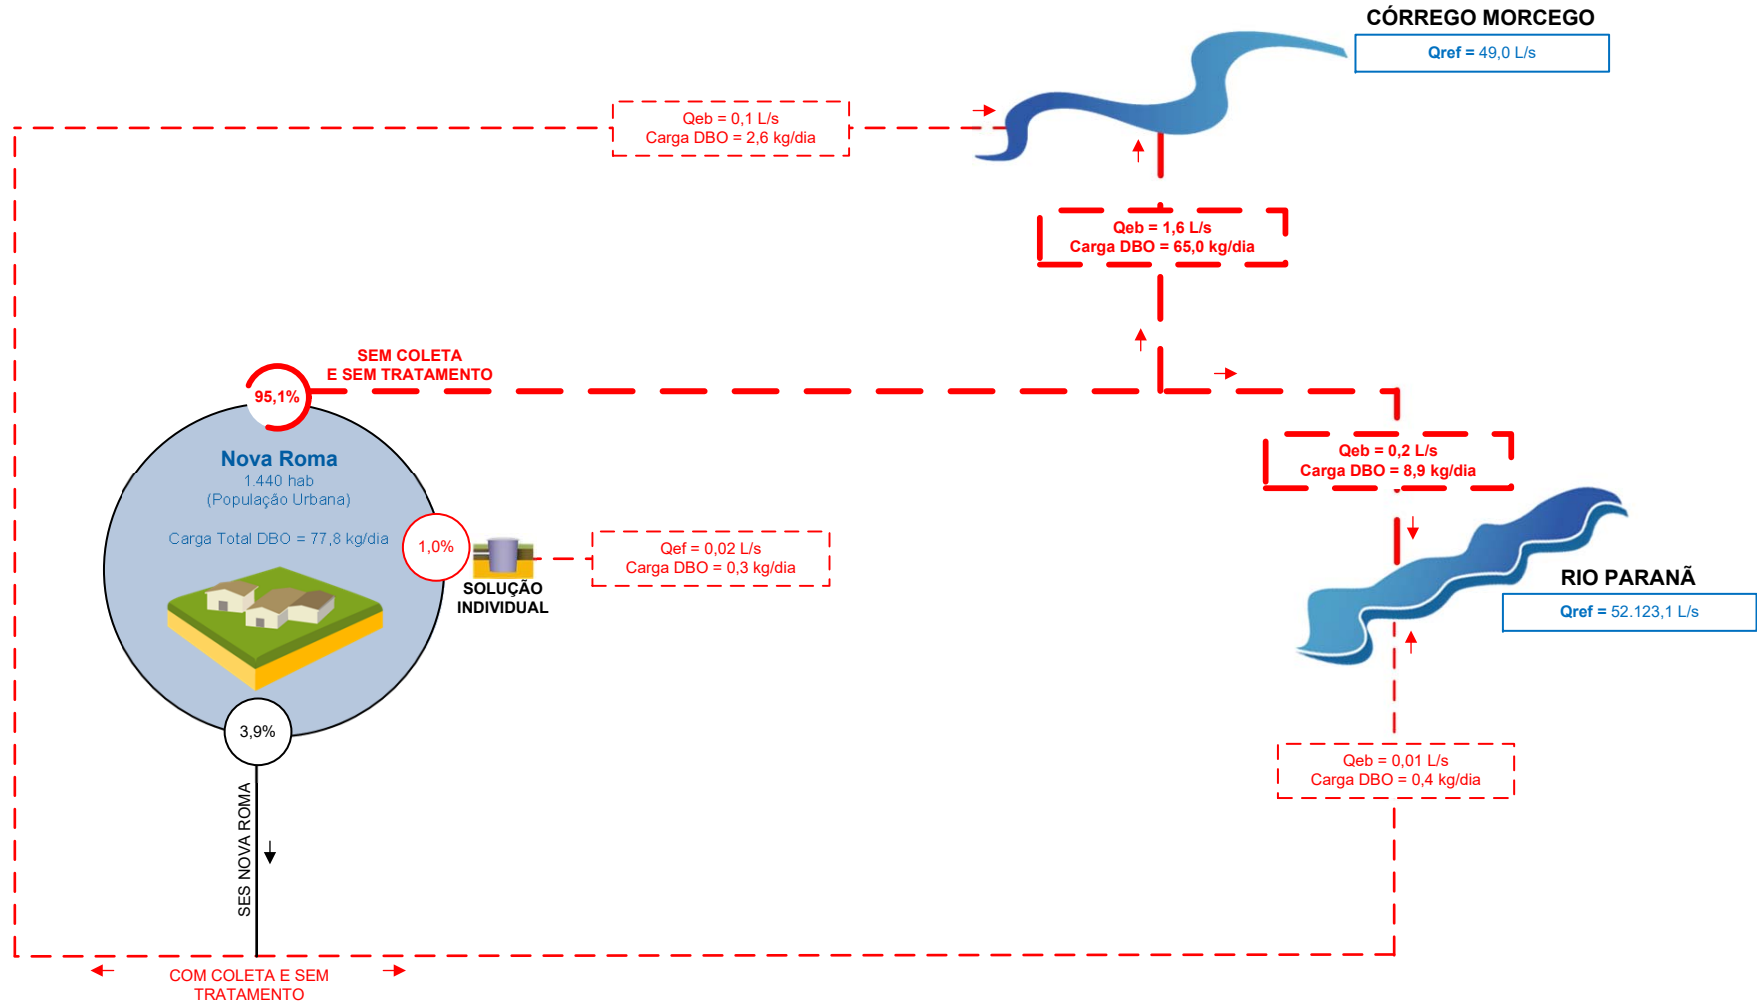 CÓRREGO MORCEGO
Qref = 49,0 L/s
Qeb = 0,1 L/s
Carga DBO = 2,6 kg/dia
Qeb = 1,6 L/s
Carga DBO = 65,0 kg/dia
SEM COLETA
E SEM TRATAMENTO
95,1%
Nova Roma
1.440 hab
(População Urbana)
Carga Total DBO = 77,8 kg/dia
1,0%
SOLUÇÃO
INDIVIDUAL
Qef = 0,02 L/s
Carga DBO = 0,3 kg/dia
Qeb = 0,2 L/s
Carga DBO = 8,9 kg/dia
RIO PARANÃ
Qref = 52.123,1 L/s
3,9%
SES NOVA ROMA
Qeb = 0,01 L/s
Carga DBO = 0,4 kg/dia
COM COLETA E SEM
TRATAMENTO